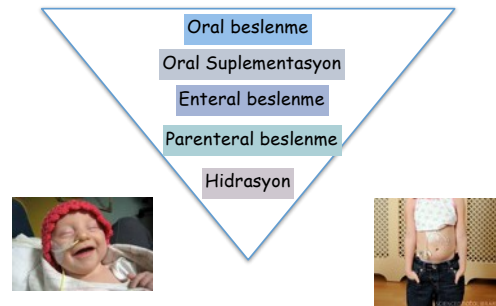 Oral beslenme
Oral Suplementasyon
Enteral beslenme
Parenteral beslenme
Hidrasyon